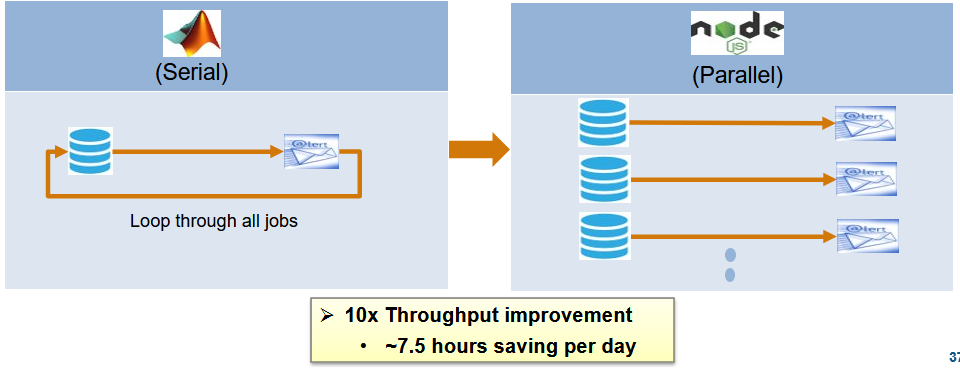 (Serial)
Loop through all jobs
node
JS
(Parallel)
@lert
@lert
@lert
@lert
➢ 10x Throughput improvement
• ~7.5 hours saving per day
37